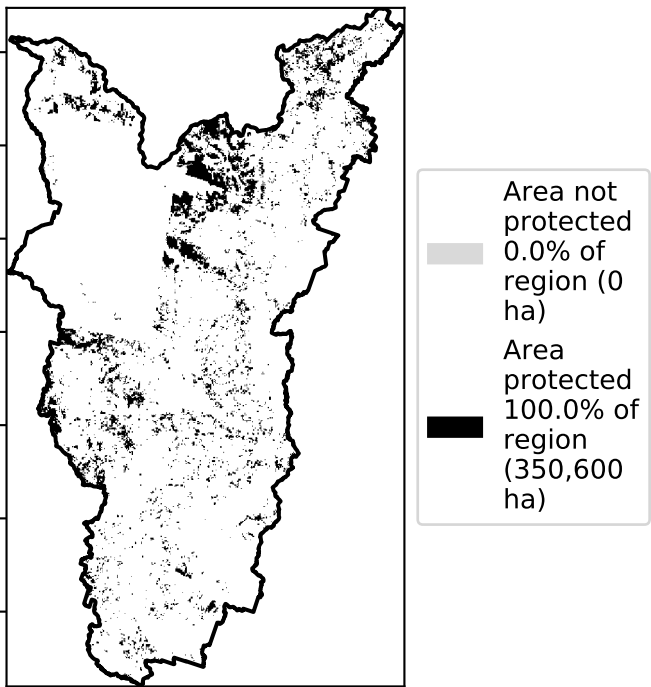 Area not
protected
0.0% of
region (0
ha)
Area
protected
100.0% of
region
(350,600
ha)